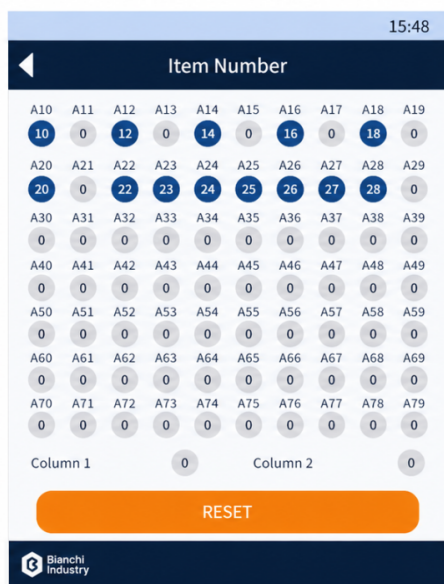 15:48
Item Number
A10 A11 A12 A13 A14 A15 A16 A17 A18 A19
10 0 12 0 14 0 16 0 18 0
A20 A21 A22 A23 A24 A25 A26 A27 A28 A29
20 0 22 23 24 25 26 27 28 0
A30 A31 A32 A33 A34 A35 A36 A37 A38 A39
0 0 0 0 0 0 0 0 0 0
A40 A41 A42 A43 A44 A45 A46 A47 A48 A49
0 0 0 0 0 0 0 0 0 0
A50 A51 A52 A53 A54 A55 A56 A57 A58 A59
0 0 0 0 0 0 0 0 0 0
A60 A61 A62 A63 A64 A65 A66 A67 A68 A69
0 0 0 0 0 0 0 0 0 0
A70 A71 A72 A73 A74 A75 A76 A77 A78 A79
0 0 0 0 0 0 0 0 0 0
Column 1 0 Column 2 0
RESET
Bianchi
Industry